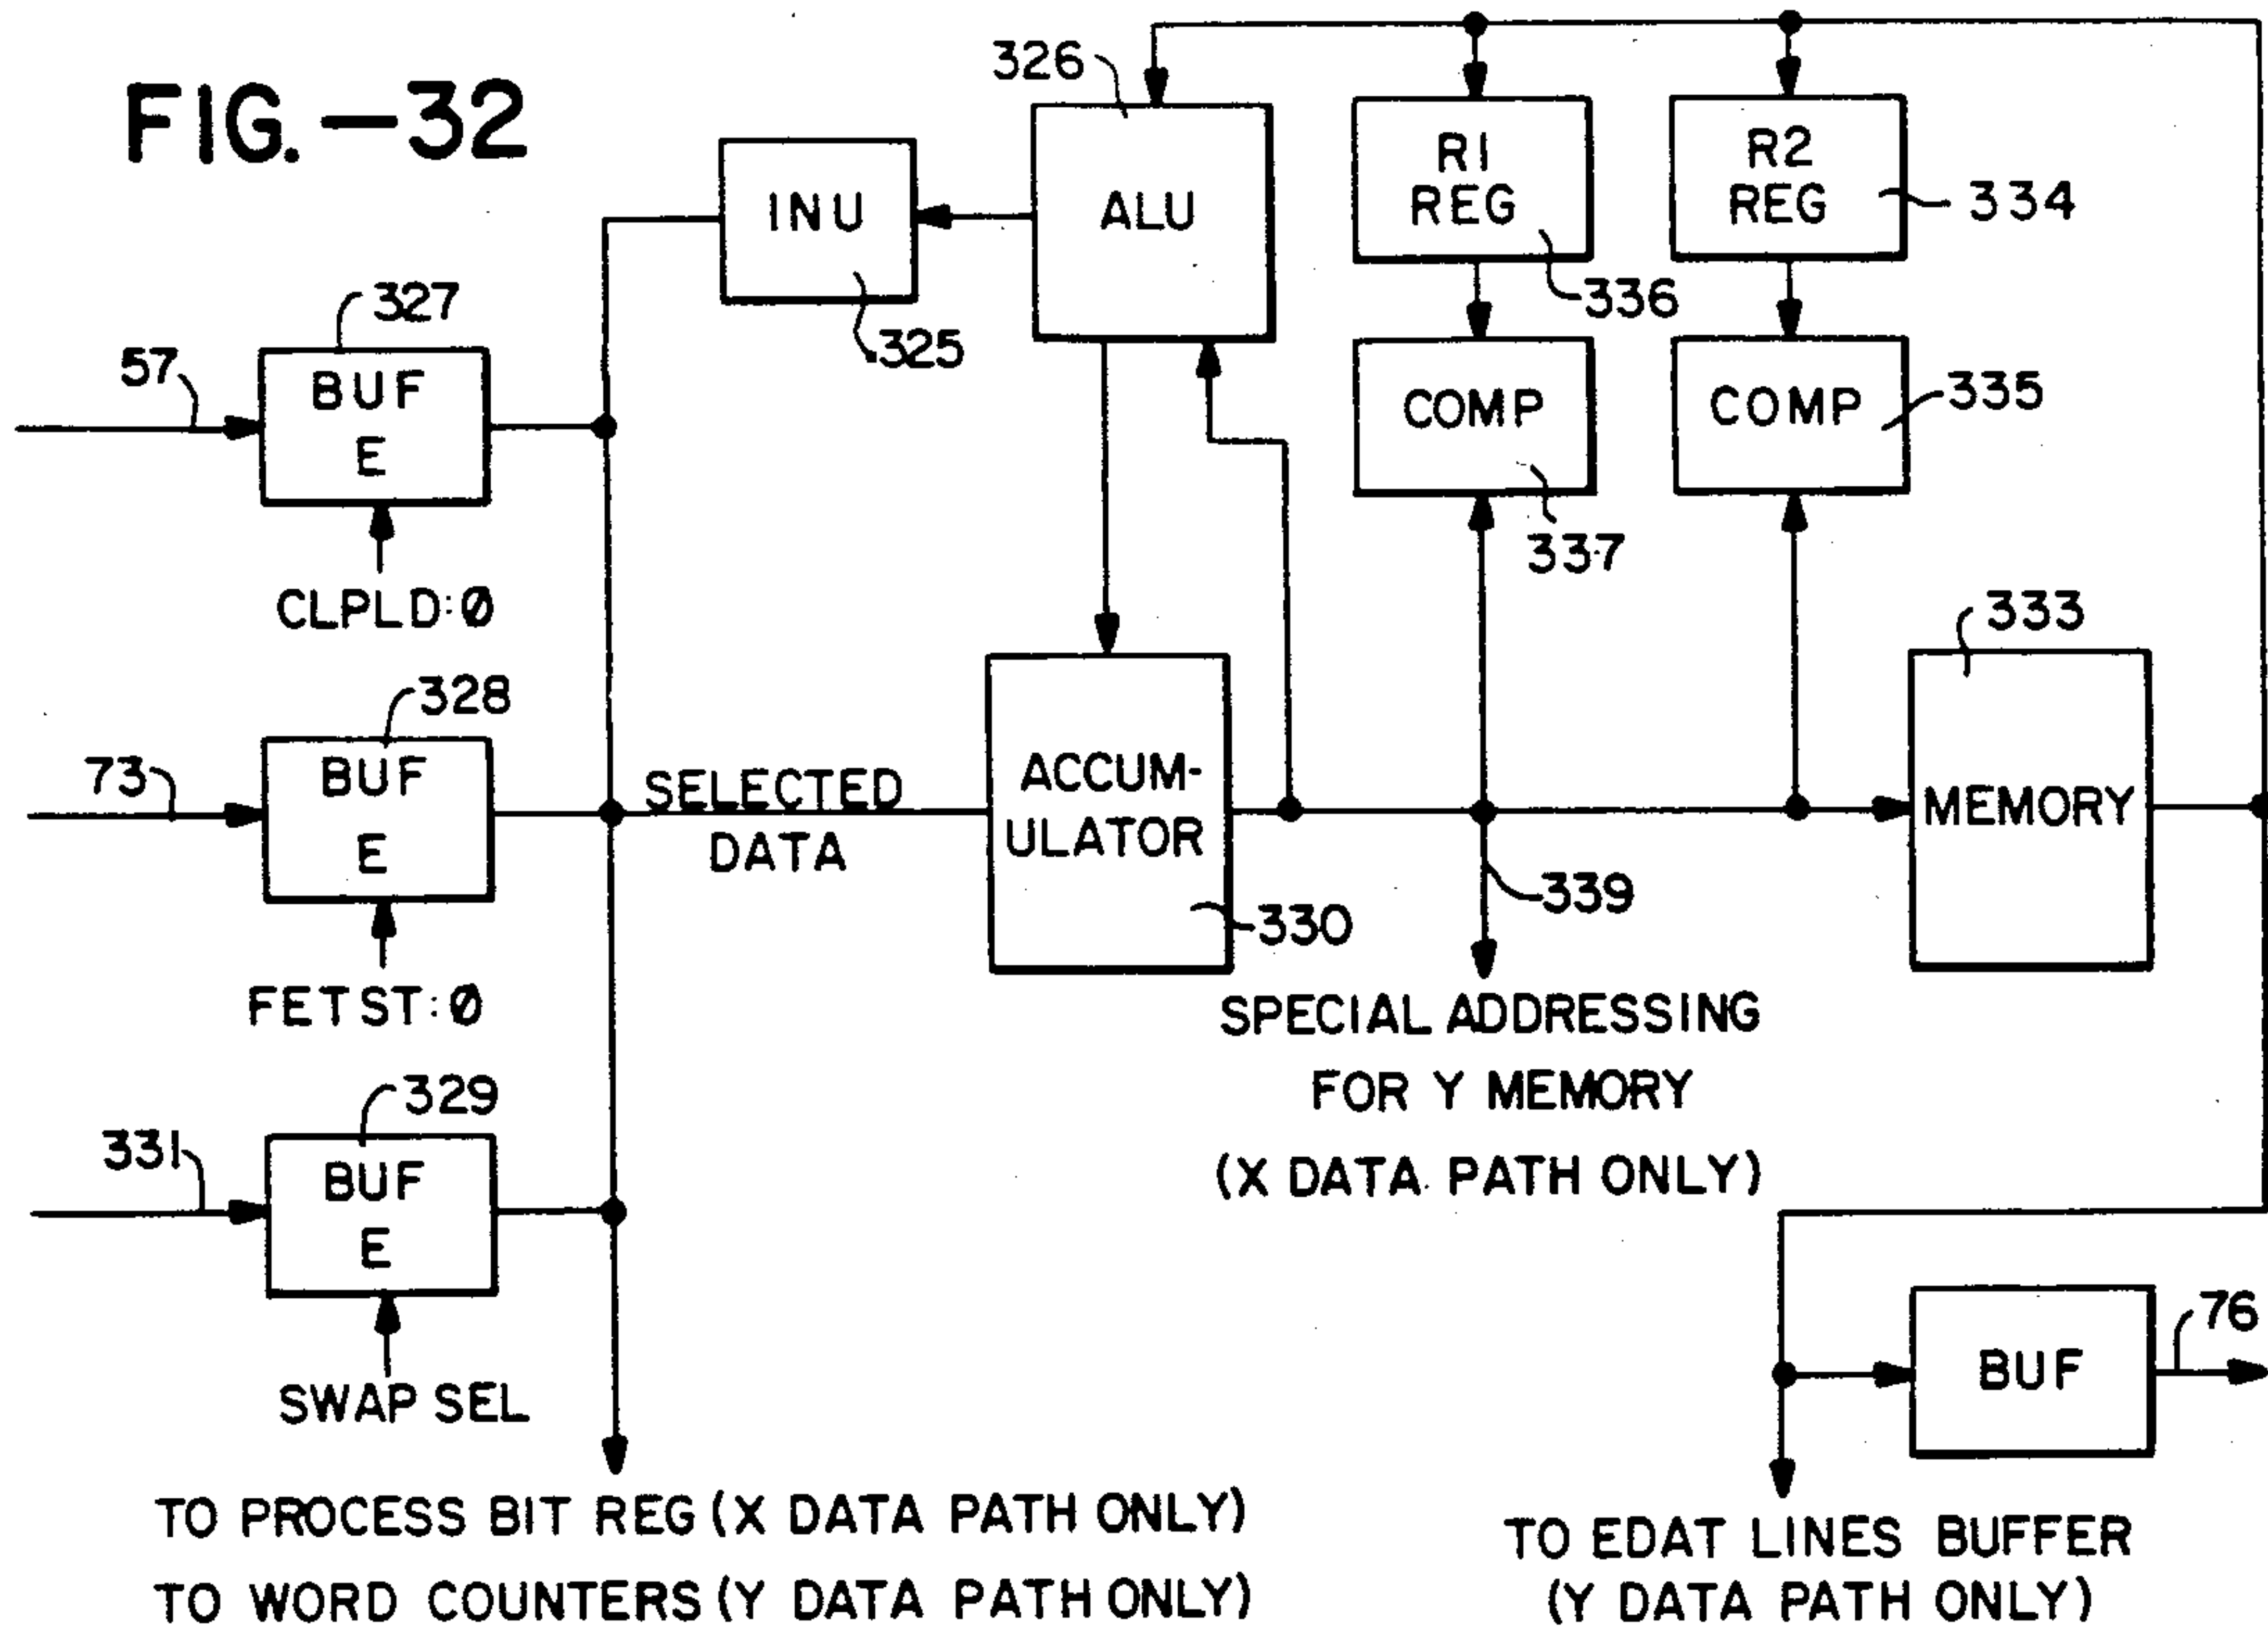 FIG.-32
326
INU
325
ALU
R1
REG
336
R2
REG
334
57
327
BUF
E
CLPLD:0
COMP
337
COMP
335
73
328
BUF
E
FETST:0
SELECTED
DATA
ACCUM-
ULATOR
330
339
333
MEMORY
SPECIAL ADDRESSING
FOR Y MEMORY
(X DATA PATH ONLY)
331
329
BUF
E
SWAP SEL
BUF
76
TO PROCESS BIT REG (X DATA PATH ONLY)
TO WORD COUNTERS (Y DATA PATH ONLY)
TO EDAT LINES BUFFER
(Y DATA PATH ONLY)